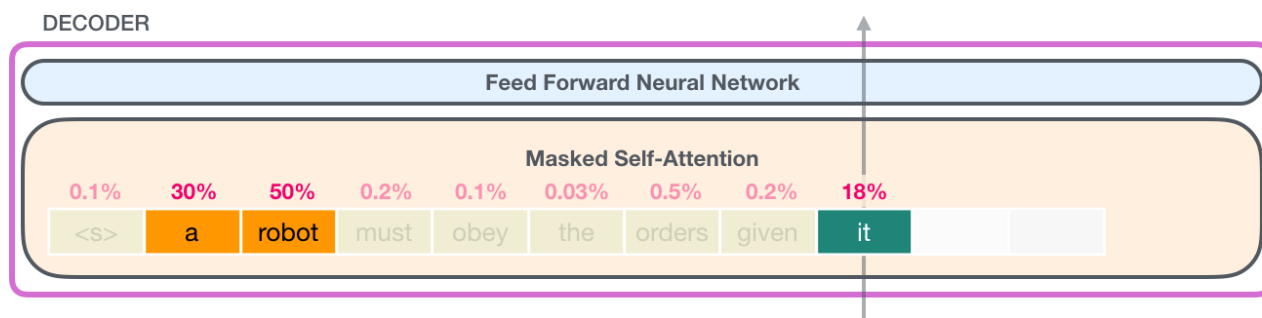 DECODER
Feed Forward Neural Network
Masked Self-Attention
0.1% 30% 50% 0.2% 0.1% 0.03% 0.5% 0.2% 18%
<s> a robot must obey the orders given it